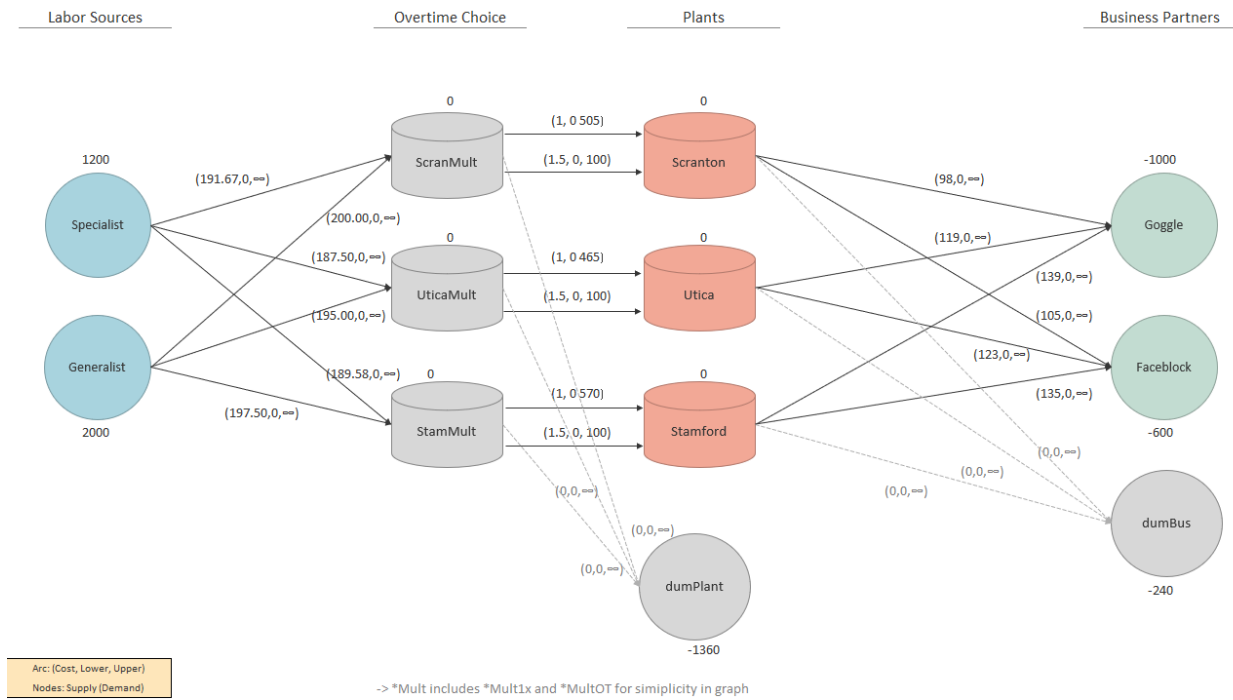 Labor Sources
Overtime Choice
Plants
Business Partners
0
0
(1, 0 505)
ScranMult
Scranton
1200
(1.5, 0, 100)
-1000
(191.67,0,∞)
(98,0,∞)
Specialist
(200.00,0,∞)
Goggle
0
0
(119,0,∞)
(187.50,0,∞)
(1, 0 465)
(139,0,∞)
UticaMult
Utica
(1.5, 0, 100)
(195.00,0,∞)
(105,0,∞)
(123,0,∞)
Generalist
Faceblock
(189.58,0,∞)
0
0
(135,0,∞)
(1, 0 570)
(197.50,0,∞)
2000
StamMult
(1.5, 0, 100)
Stamford
-600
(0,0,∞)
(0,0,∞)
(0,0,∞)
(0,0,∞)
dumBus
(0,0,∞)
dumPlant
-240
-1360
Arc: (Cost, Lower, Upper)
Nodes: Supply (Demand)
-> *Mult includes *Mult1x and *MultOT for simiplicity in graph